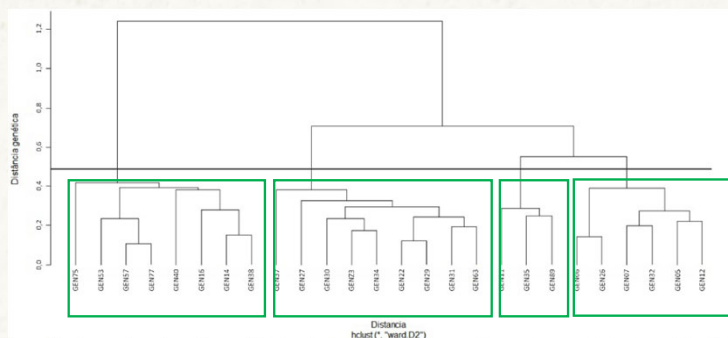 Distância genética
1,2
1,0
0,8
0,6
0,4
0,2
0,0
GEN75
GEN53
GEN57
GEN77
GEN40
GEN16
GEN14
GEN38
GEN27
GEN30
GEN23
GEN34
GEN22
GEN29
GEN31
GEN63
GEN35
GEN89
GEN26
GEN07
GEN32
GEN05
GEN12
Distancia
hclust (*, "ward.D2")